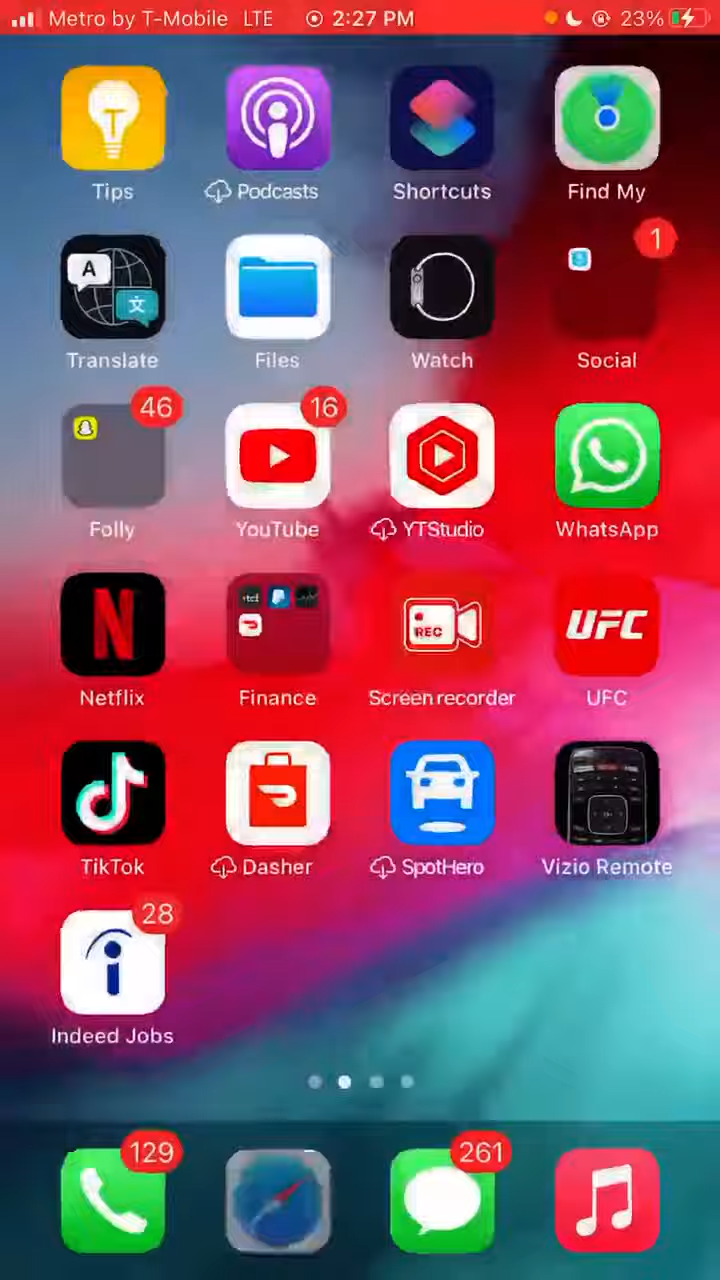 Metro by T-Mobile LTE 2:27 PM 23%
Tips Podcasts Shortcuts Find My
A 文 1
Translate Files Watch Social
46 16
Folly YouTube YT Studio WhatsApp
N REC UFC
Netflix Finance Screen recorder UFC
TikTok Dasher SpotHero Vizio Remote
28
Indeed Jobs
129 261